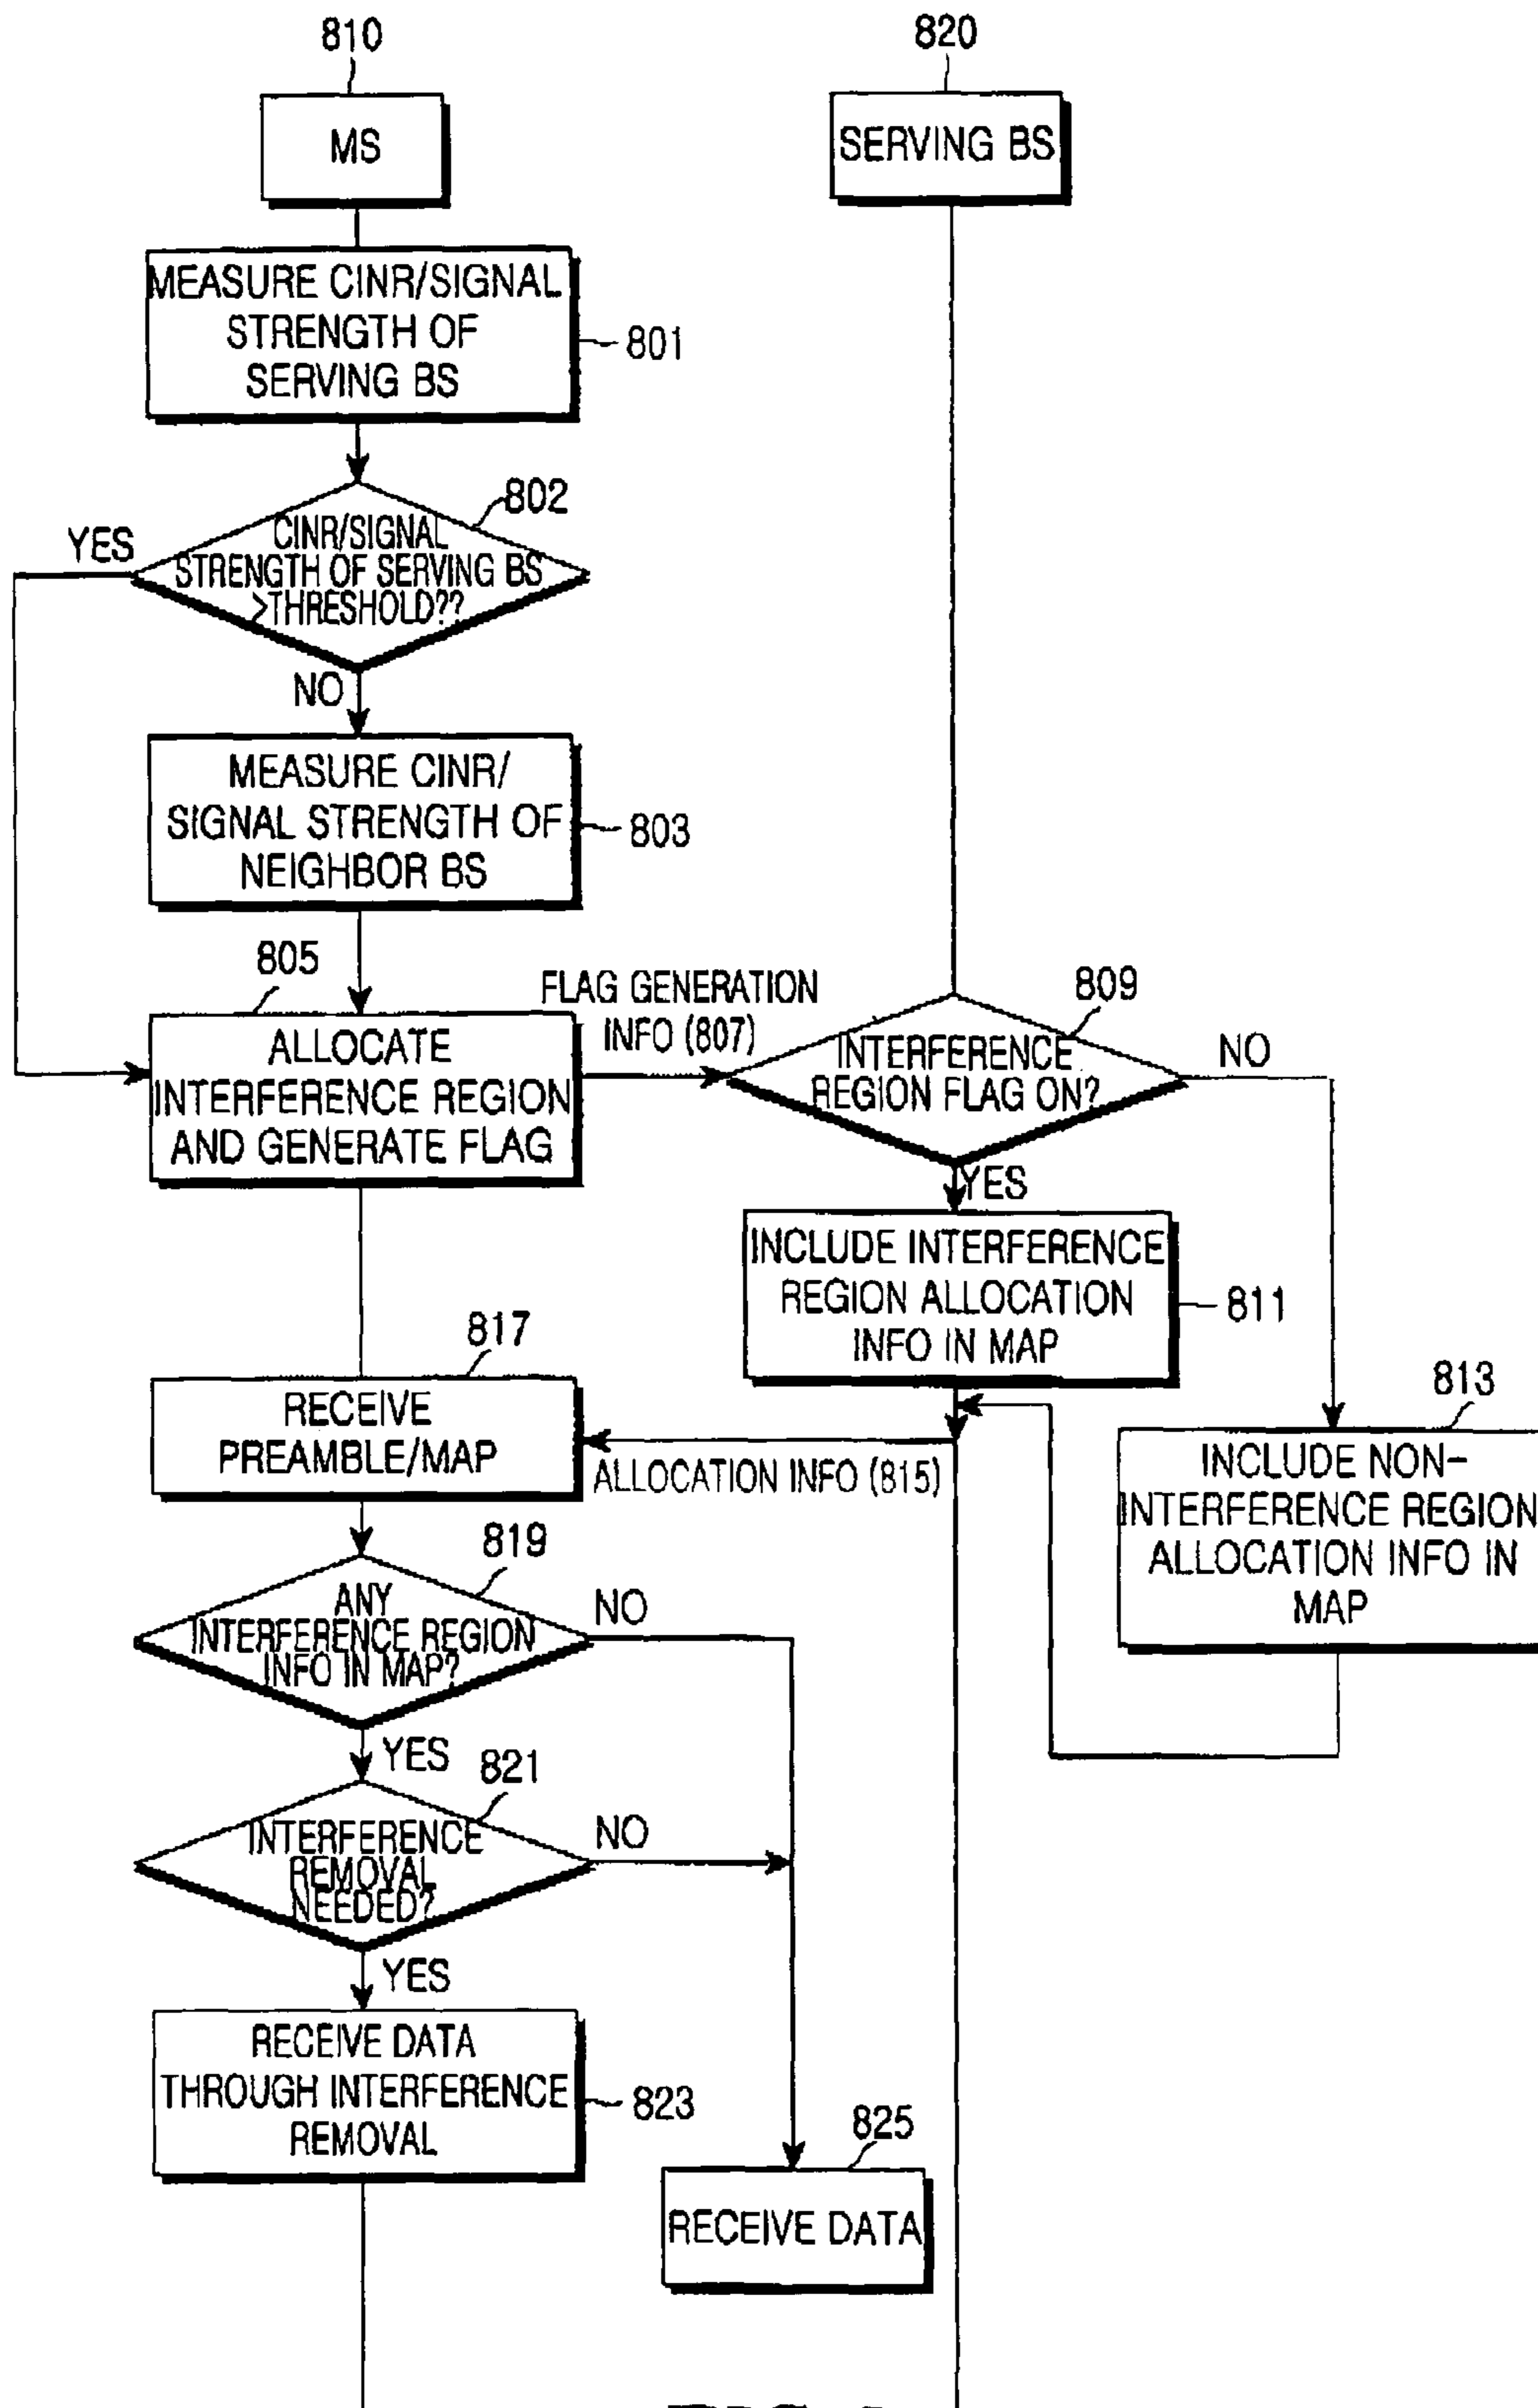 810
820
MS
SERVING BS
MEASURE CINR/SIGNAL
STRENGTH OF
SERVING BS
801
802
YES
CINR/SIGNAL
STRENGTH OF SERVING BS
>THRESHOLD??
NO
MEASURE CINR/
SIGNAL STRENGTH OF
NEIGHBOR BS
803
805
ALLOCATE
INTERFERENCE REGION
AND GENERATE FLAG
FLAG GENERATION
INFO (807)
809
INTERFERENCE
REGION FLAG ON?
NO
YES
INCLUDE INTERFERENCE
REGION ALLOCATION
INFO IN MAP
811
813
INCLUDE NON-
INTERFERENCE REGION
ALLOCATION INFO IN
MAP
817
RECEIVE
PREAMBLE/MAP
ALLOCATION INFO (815)
819
ANY
INTERFERENCE REGION
INFO IN MAP?
NO
YES
821
INTERFERENCE
REMOVAL
NEEDED?
NO
YES
RECEIVE DATA
THROUGH INTERFERENCE
REMOVAL
823
825
RECEIVE DATA